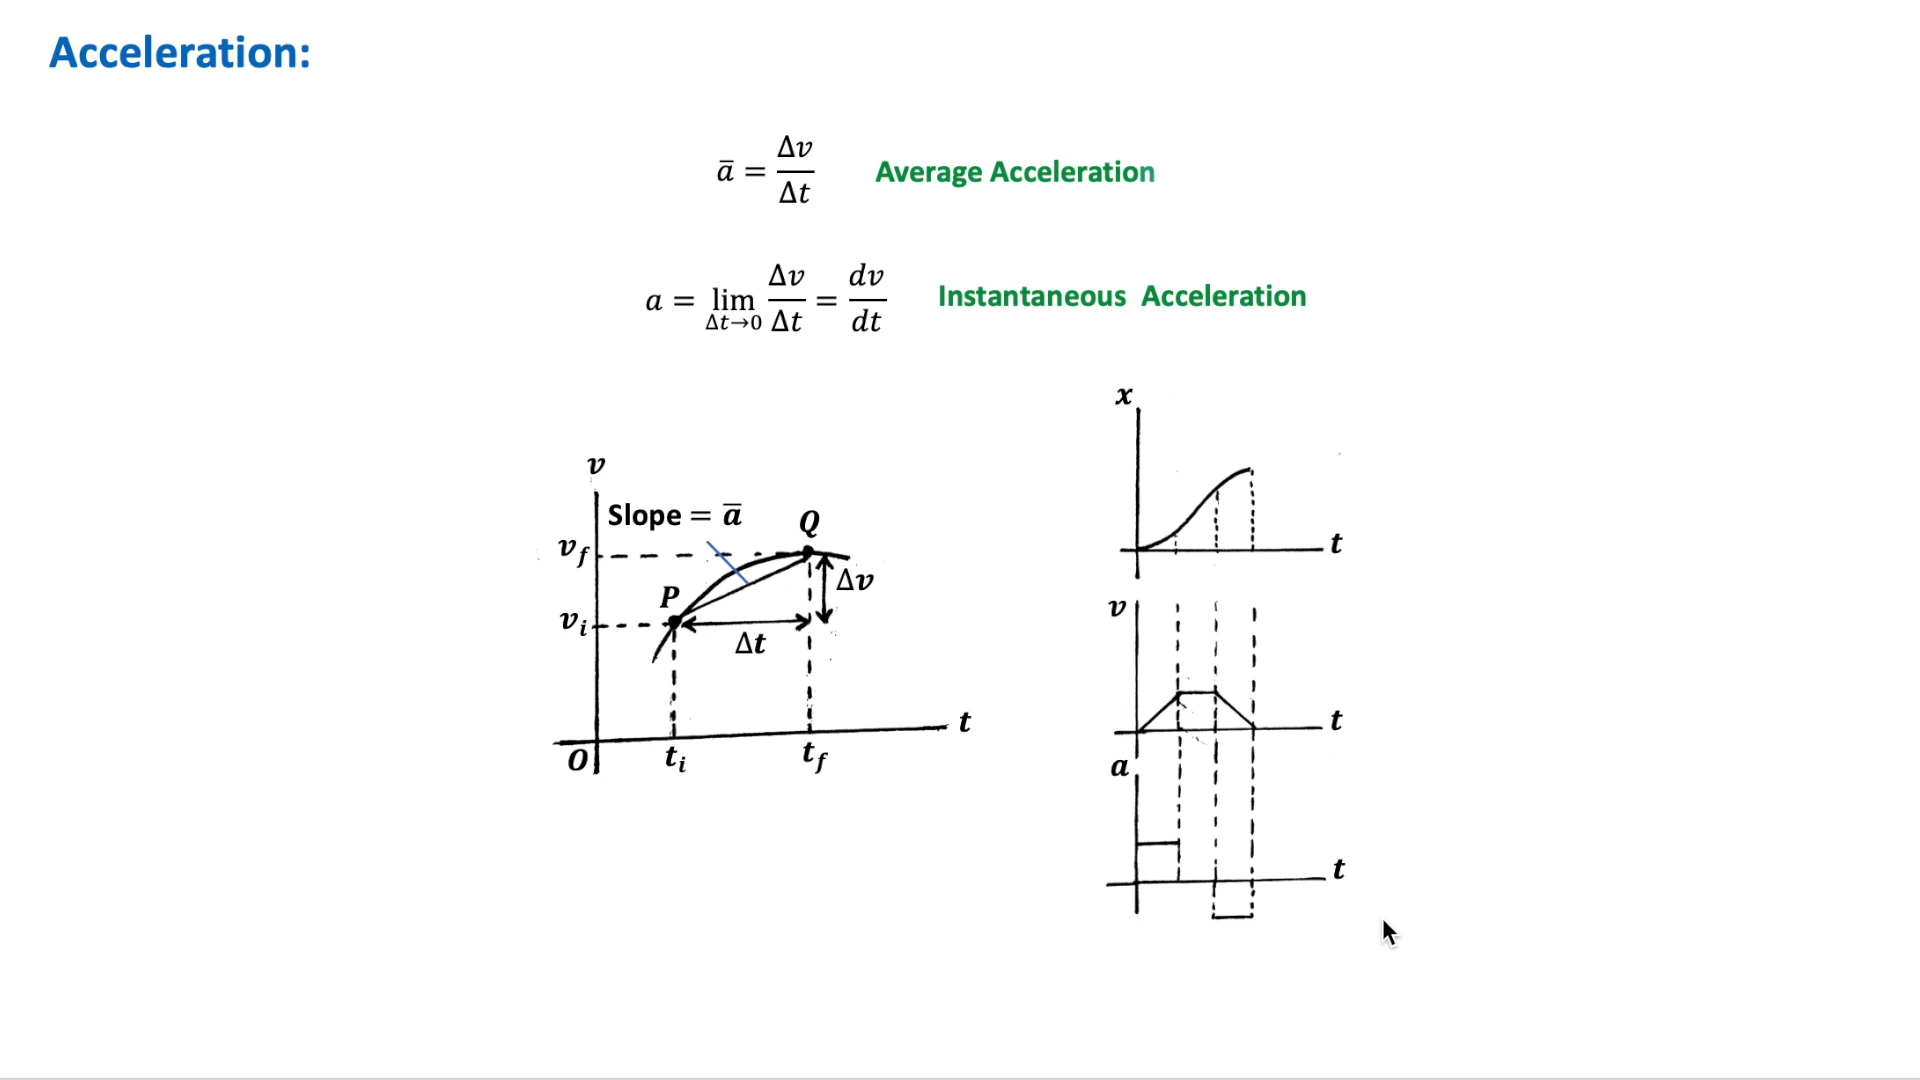 Acceleration:
a̅ = Δv/Δt Average Acceleration
a = lim Δt→0 Δv/Δt = dv/dt Instantaneous Acceleration
v
Slope = a̅
Q
v_f
Δv
P
v_i
Δt
t
O
t_i
t_f
x
t
v
t
a
t